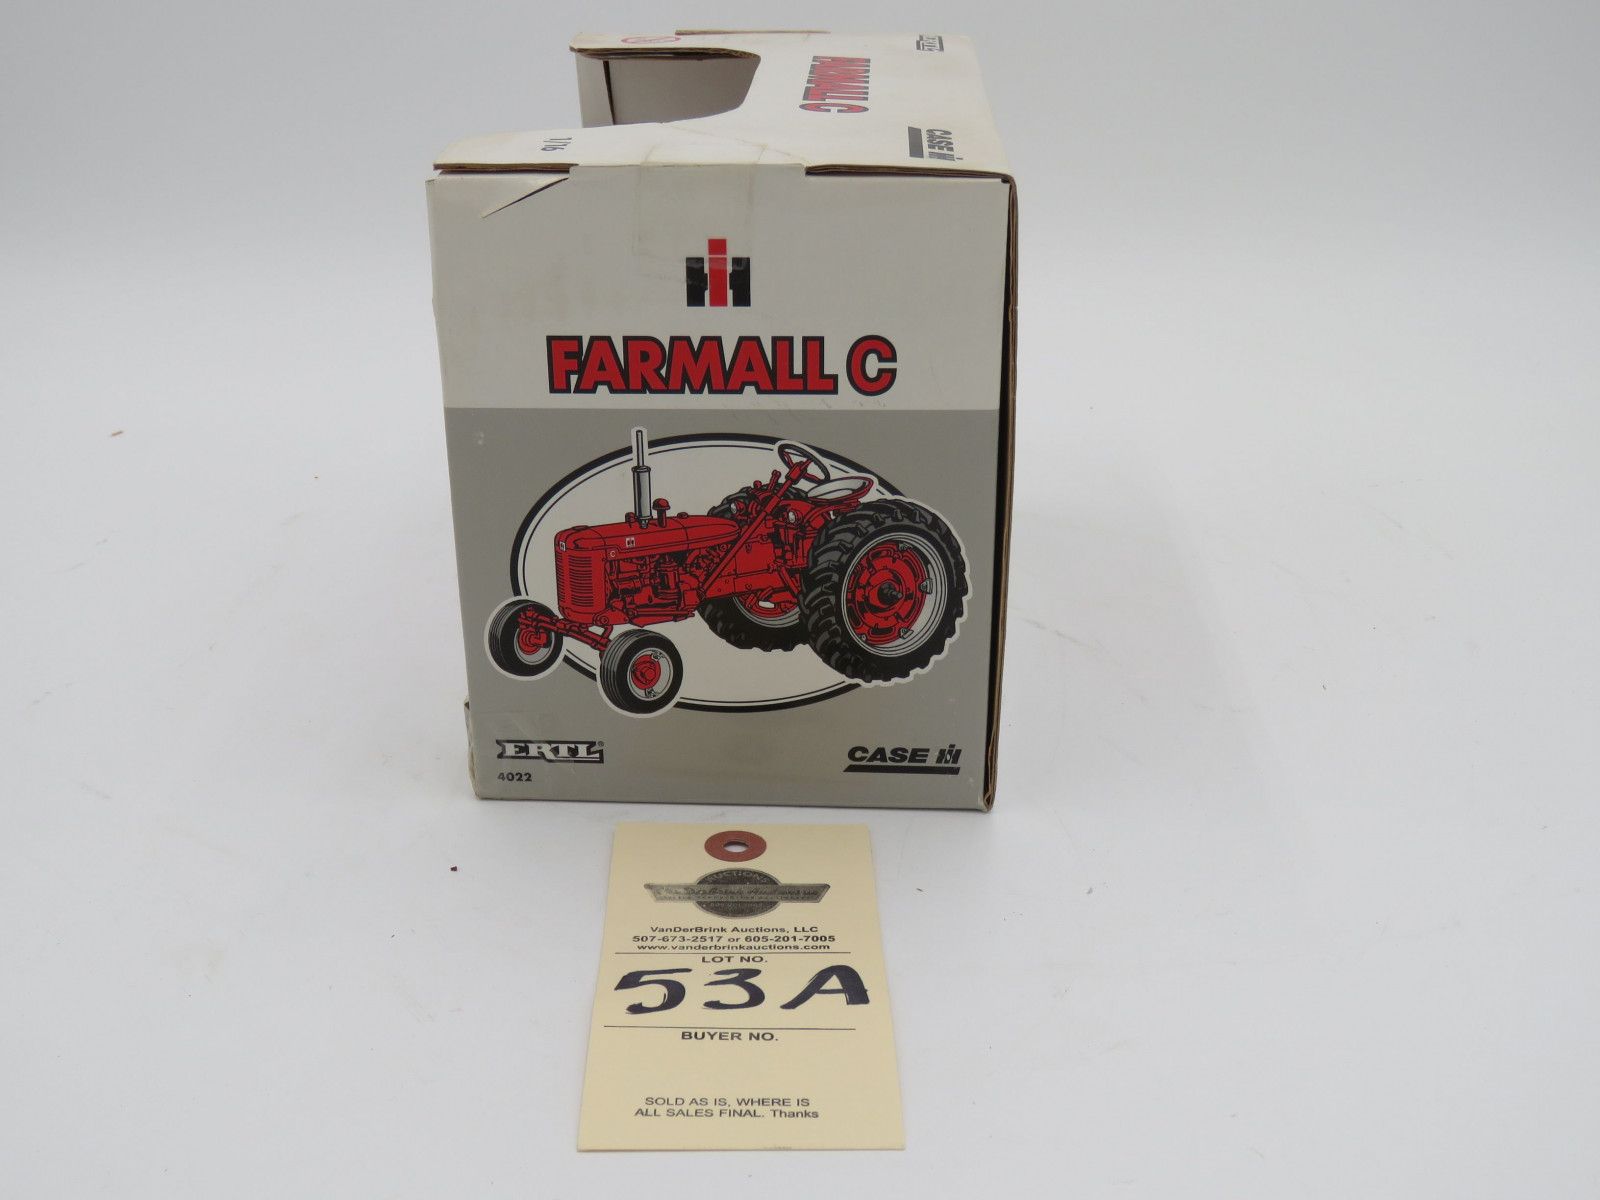 1/16
FARMALL C
ERTL
CASE IH
IH
FARMALL C
ERTL®
4022
CASE IH
AUCTIONS
VanDerBrink Auctions, LLC
507-673-2517 or 605-201-7005
www.vanderbrinkauctions.com
LOT NO.
53A
BUYER NO.
SOLD AS IS, WHERE IS
ALL SALES FINAL. Thanks